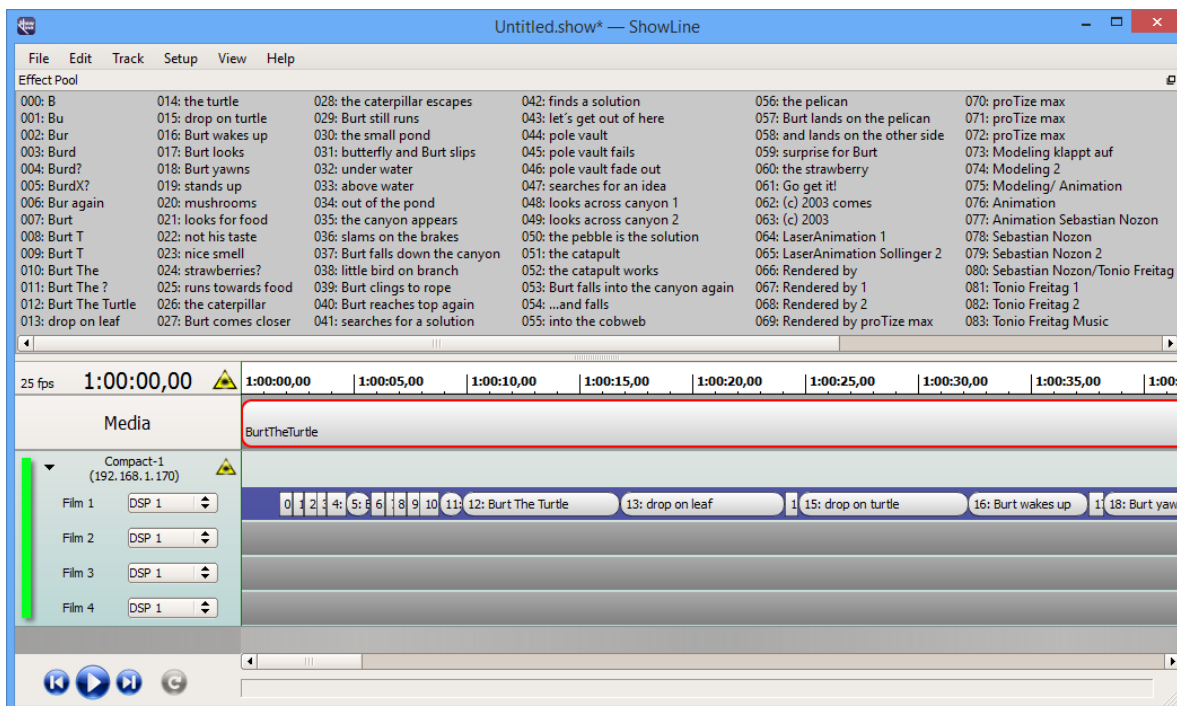 Untitled.show* — ShowLine
File Edit Track Setup View Help
Effect Pool
000: B 014: the turtle 028: the caterpillar escapes 042: finds a solution 056: the pelican 070: proTize max
001: Bu 015: drop on turtle 029: Burt still runs 043: let´s get out of here 057: Burt lands on the pelican 071: proTize max
002: Bur 016: Burt wakes up 030: the small pond 044: pole vault 058: and lands on the other side 072: proTize max
003: Burd 017: Burt looks 031: butterfly and Burt slips 045: pole vault fails 059: surprise for Burt 073: Modeling klappt auf
004: Burd? 018: Burt yawns 032: under water 046: pole vault fade out 060: the strawberry 074: Modeling 2
005: BurdX? 019: stands up 033: above water 047: searches for an idea 061: Go get it! 075: Modeling/ Animation
006: Bur again 020: mushrooms 034: out of the pond 048: looks across canyon 1 062: (c) 2003 comes 076: Animation
007: Burt 021: looks for food 035: the canyon appears 049: looks across canyon 2 063: (c) 2003 077: Animation Sebastian Nozon
008: Burt T 022: not his taste 036: slams on the brakes 050: the pebble is the solution 064: LaserAnimation 1 078: Sebastian Nozon
009: Burt T 023: nice smell 037: Burt falls down the canyon 051: the catapult 065: LaserAnimation Sollinger 2 079: Sebastian Nozon 2
010: Burt The 024: strawberries? 038: little bird on branch 052: the catapult works 066: Rendered by 080: Sebastian Nozon/Tonio Freitag
011: Burt The ? 025: runs towards food 039: Burt clings to rope 053: Burt falls into the canyon again 067: Rendered by 1 081: Tonio Freitag 1
012: Burt The Turtle 026: the caterpillar 040: Burt reaches top again 054: ...and falls 068: Rendered by 2 082: Tonio Freitag 2
013: drop on leaf 027: Burt comes closer 041: searches for a solution 055: into the cobweb 069: Rendered by proTize max 083: Tonio Freitag Music
25 fps 1:00:00,00 1:00:00,00 1:00:05,00 1:00:10,00 1:00:15,00 1:00:20,00 1:00:25,00 1:00:30,00 1:00:35,00 1:00:
Media
BurtTheTurtle
Compact-1
(192.168.1.170)
Film 1 DSP 1 0 1 2 3 4: 5: 6 8 9 10 11: 12: Burt The Turtle 13: drop on leaf 1 15: drop on turtle 16: Burt wakes up 1 18: Burt yaw
Film 2 DSP 1
Film 3 DSP 1
Film 4 DSP 1